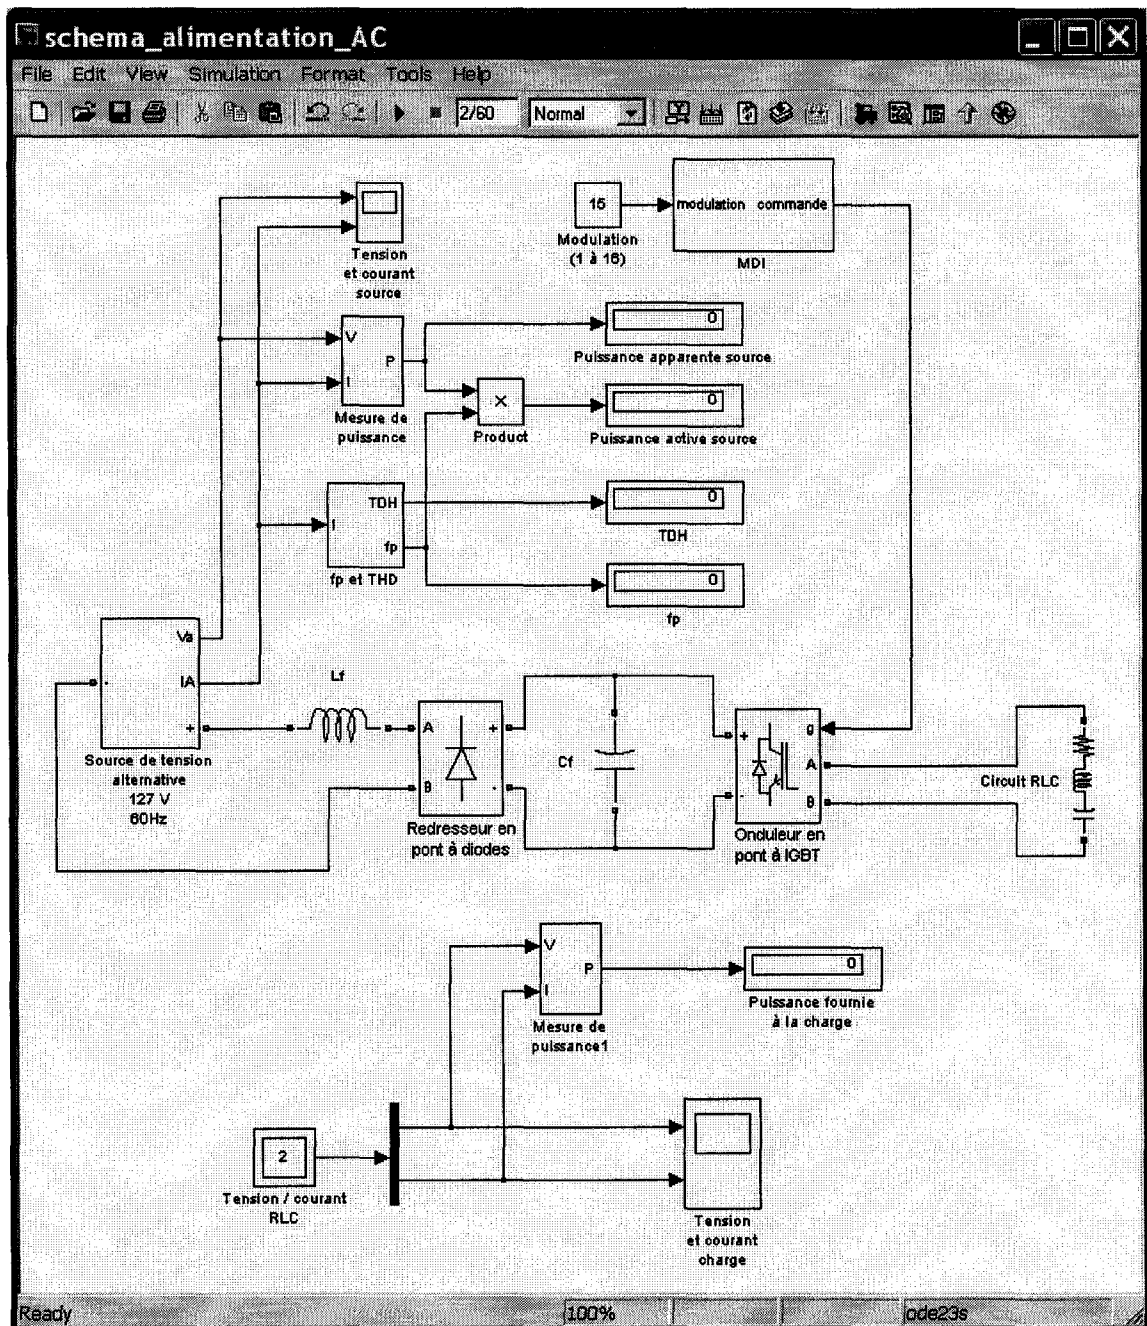 schema_alimentation_AC
File Edit View Simulation Format Tools Help
2/60 Normal
15
Modulation
(1 à 16)
modulation commande
MDI
Tension
et courant
source
V
I
P
Mesure de
puissance
0
Puissance apparente source
×
Product
0
Puissance active source
I
TDH
fp
fp et THD
0
TDH
0
fp
Va
IA
-
+
Source de tension
alternative
127 V
60Hz
Lf
A
B
+
-
Redresseur en
pont à diodes
Cf
+
-
g
A
B
Onduleur en
pont à IGBT
Circuit RLC
V
I
P
Mesure de
puissance1
0
Puissance fournie
à la charge
2
Tension / courant
RLC
Tension
et courant
charge
Ready 100% ode23s